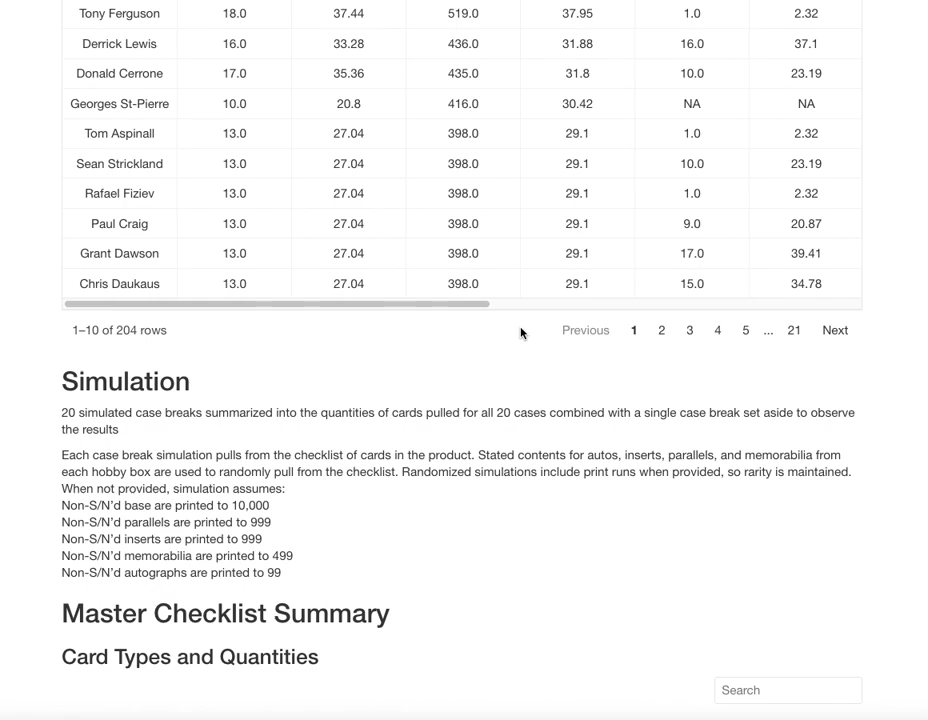 Tony Ferguson 18.0 37.44 519.0 37.95 1.0 2.32
Derrick Lewis 16.0 33.28 436.0 31.88 16.0 37.1
Donald Cerrone 17.0 35.36 435.0 31.8 10.0 23.19
Georges St-Pierre 10.0 20.8 416.0 30.42 NA NA
Tom Aspinall 13.0 27.04 398.0 29.1 1.0 2.32
Sean Strickland 13.0 27.04 398.0 29.1 10.0 23.19
Rafael Fiziev 13.0 27.04 398.0 29.1 1.0 2.32
Paul Craig 13.0 27.04 398.0 29.1 9.0 20.87
Grant Dawson 13.0 27.04 398.0 29.1 17.0 39.41
Chris Daukaus 13.0 27.04 398.0 29.1 15.0 34.78
1–10 of 204 rows Previous 1 2 3 4 5 ... 21 Next
Simulation
20 simulated case breaks summarized into the quantities of cards pulled for all 20 cases combined with a single case break set aside to observe
the results
Each case break simulation pulls from the checklist of cards in the product. Stated contents for autos, inserts, parallels, and memorabilia from
each hobby box are used to randomly pull from the checklist. Randomized simulations include print runs when provided, so rarity is maintained.
When not provided, simulation assumes:
Non-S/N’d base are printed to 10,000
Non-S/N’d parallels are printed to 999
Non-S/N’d inserts are printed to 999
Non-S/N’d memorabilia are printed to 499
Non-S/N’d autographs are printed to 99
Master Checklist Summary
Card Types and Quantities
Search